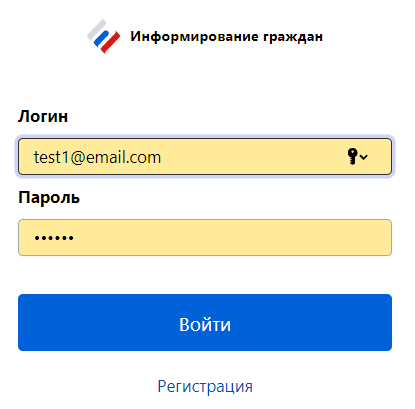 Информирование граждан
Логин
test1@email.com
Пароль
••••••
Войти
Регистрация